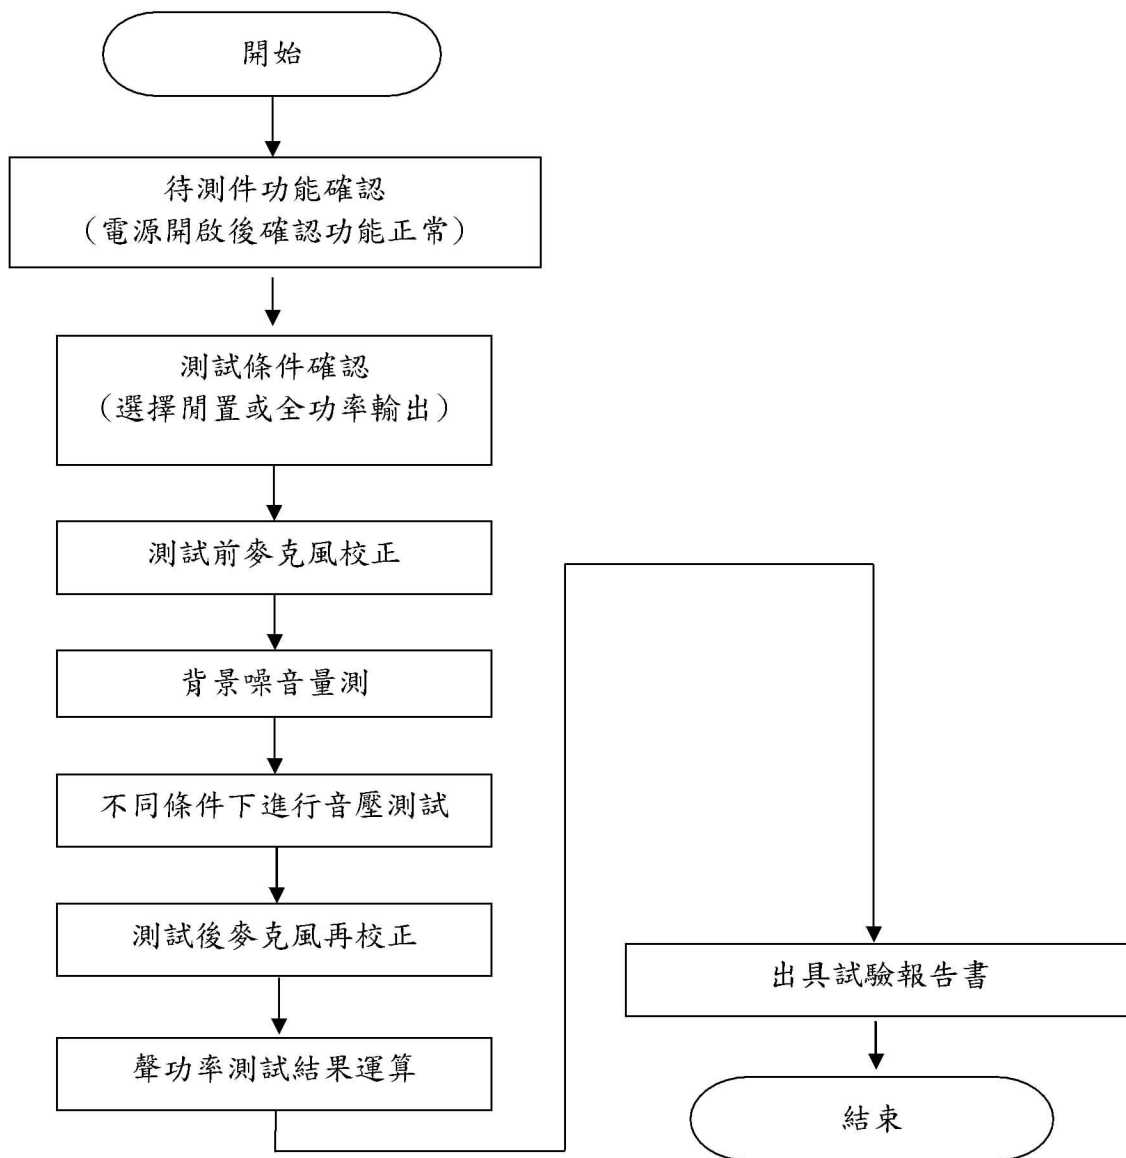 開始
待測件功能確認
（電源開啟後確認功能正常）
測試條件確認
（選擇閒置或全功率輸出）
測試前麥克風校正
背景噪音量測
不同條件下進行音壓測試
測試後麥克風再校正
聲功率測試結果運算
出具試驗報告書
結束